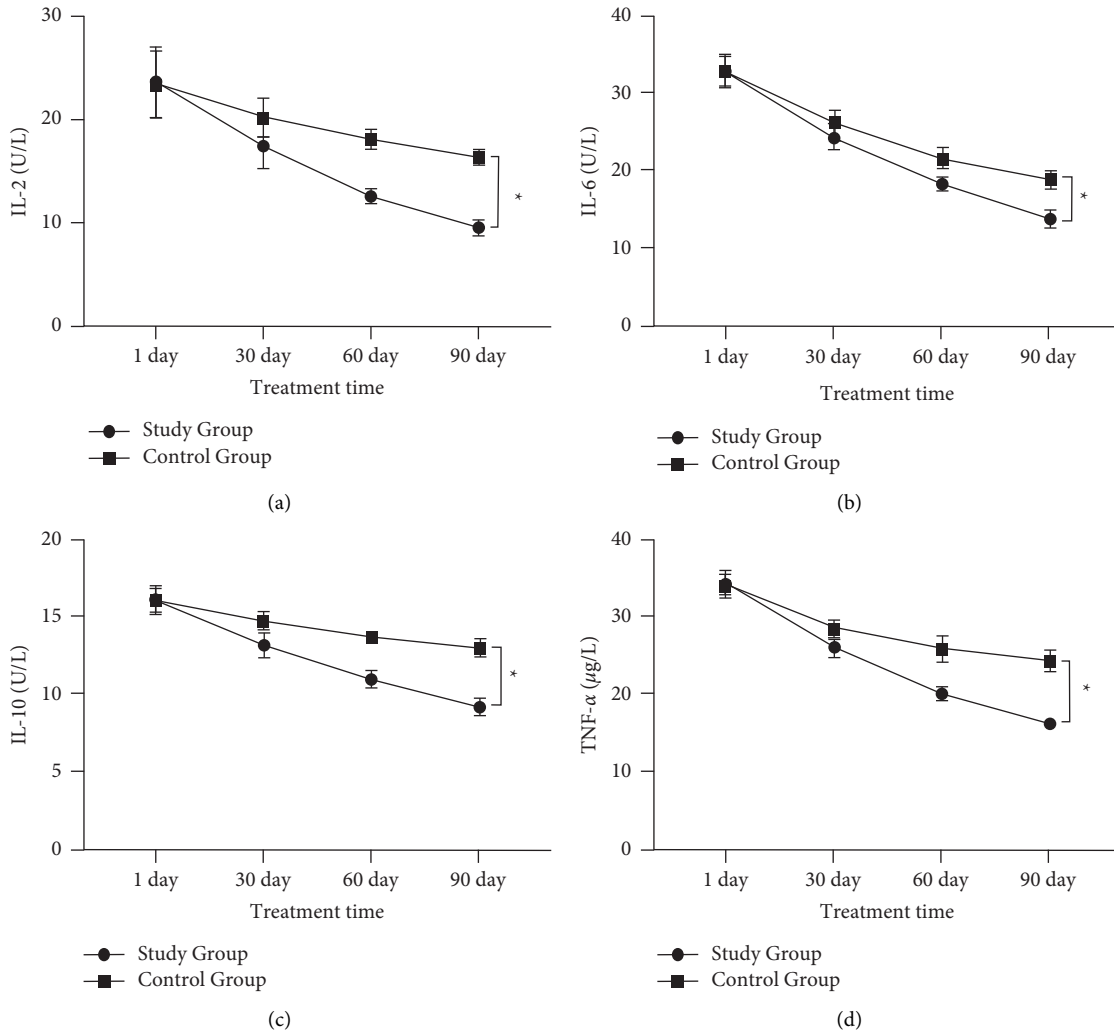 30
20
10
0
IL-2 (U/L)
*
1 day 30 day 60 day 90 day
Treatment time
Study Group
Control Group
(a)
40
30
20
10
0
IL-6 (U/L)
*
1 day 30 day 60 day 90 day
Treatment time
Study Group
Control Group
(b)
20
15
10
5
0
IL-10 (U/L)
*
1 day 30 day 60 day 90 day
Treatment time
Study Group
Control Group
(c)
40
30
20
10
0
TNF-α (μg/L)
*
1 day 30 day 60 day 90 day
Treatment time
Study Group
Control Group
(d)